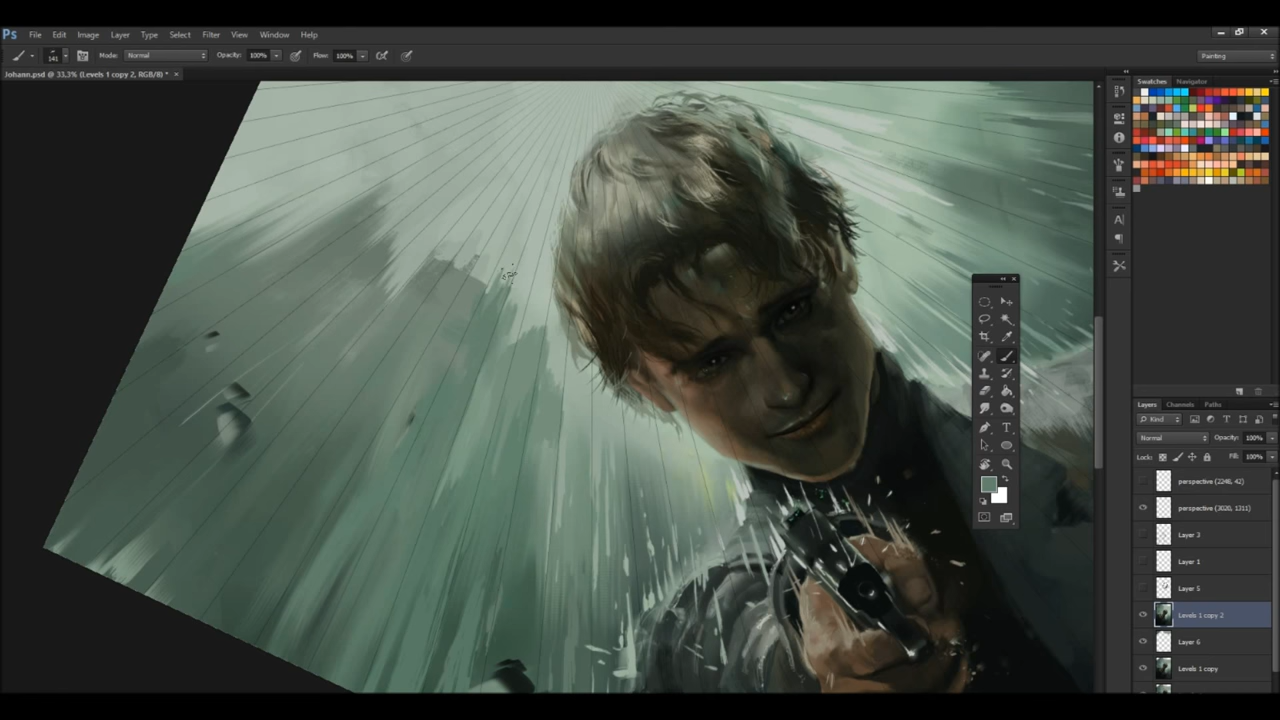 Ps File Edit Image Layer Type Select Filter View Window Help
141 Mode: Normal Opacity: 100% Flow: 100% Painting
Johann.psd @ 33,3% (Levels 1 copy 2, RGB/8) * ×
Swatches Navigator
A|
T
Layers Channels Paths
Kind T
Normal Opacity: 100%
Lock: Fill: 100%
perspective (2248, 42)
perspective (3020, 1311)
Layer 3
Layer 1
Layer 5
Levels 1 copy 2
Layer 6
Levels 1 copy